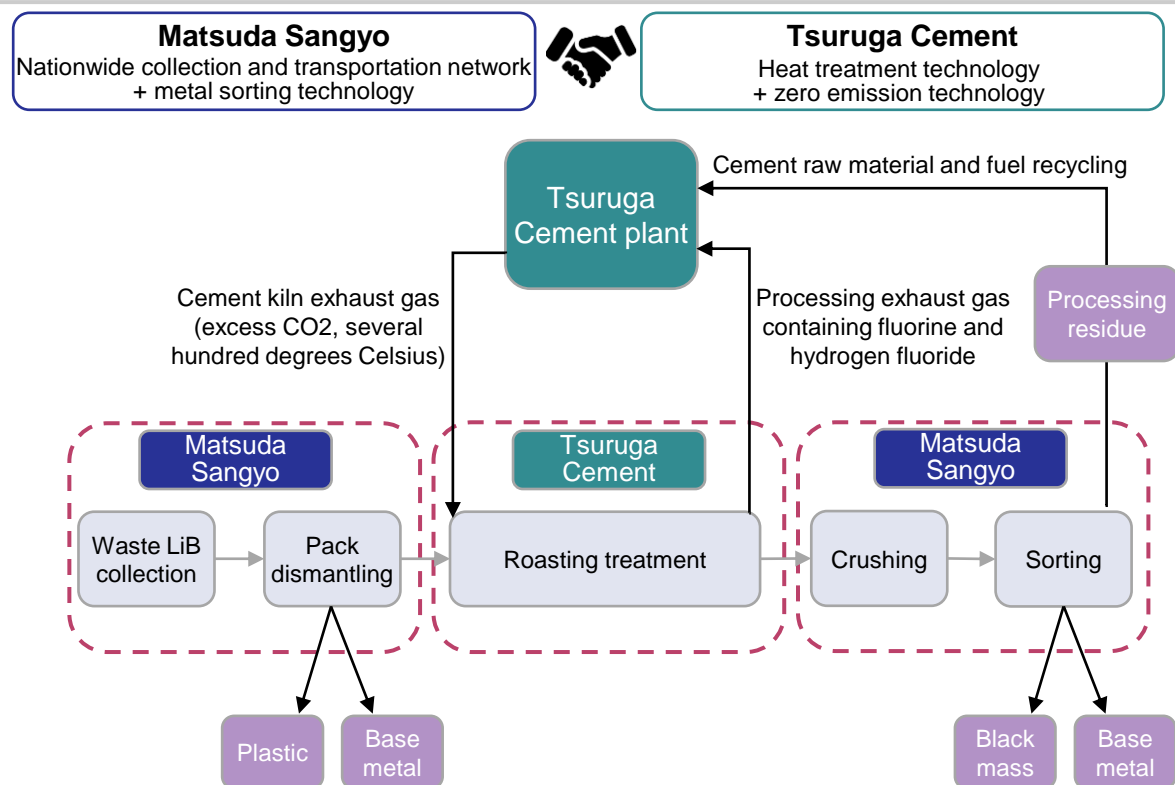 Matsuda Sangyo
Nationwide collection and transportation network
+ metal sorting technology
Tsuruga Cement
Heat treatment technology
+ zero emission technology
Cement raw material and fuel recycling
Tsuruga
Cement plant
Cement kiln exhaust gas
(excess CO2, several
hundred degrees Celsius)
Processing exhaust gas
containing fluorine and
hydrogen fluoride
Processing
residue
Matsuda
Sangyo
Tsuruga
Cement
Matsuda
Sangyo
Waste LiB
collection
Pack
dismantling
Roasting treatment
Crushing
Sorting
Plastic
Base
metal
Black
mass
Base
metal